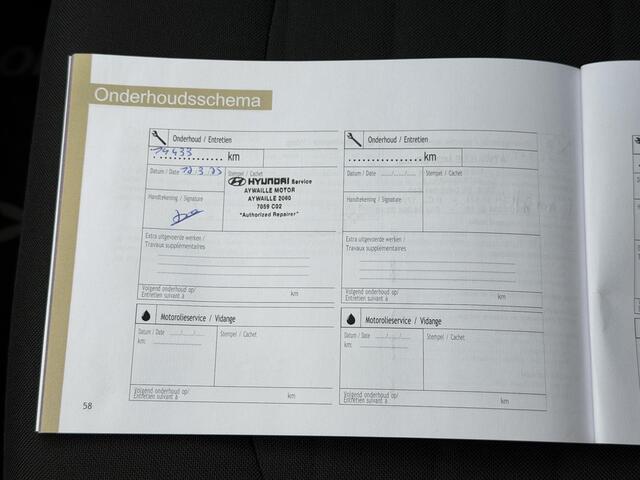 Onderhoudsschema
Onderhoud / Entretien
14433 km
Datum / Date 12.3.25
Stempel / Cachet
HYUNDAI Service
AYWAILLE MOTOR
AYWAILLE 2060
7059 C02
"Authorized Repairer"
Handtekening / Signature
Extra uitgevoerde werken /
Travaux supplémentaires
Volgend onderhoud op/
Entretien suivant à km
Motorolieservice / Vidange
Datum / Date
km:
Stempel / Cachet
Volgend onderhoud op/
Entretien suivant à km
Onderhoud / Entretien
km
Datum / Date
Stempel / Cachet
Handtekening / Signature
Extra uitgevoerde werken /
Travaux supplémentaires
Volgend onderhoud op/
Entretien suivant à km
Motorolieservice / Vidange
Datum / Date
km:
Stempel / Cachet
Volgend onderhoud op/
Entretien suivant à km
58